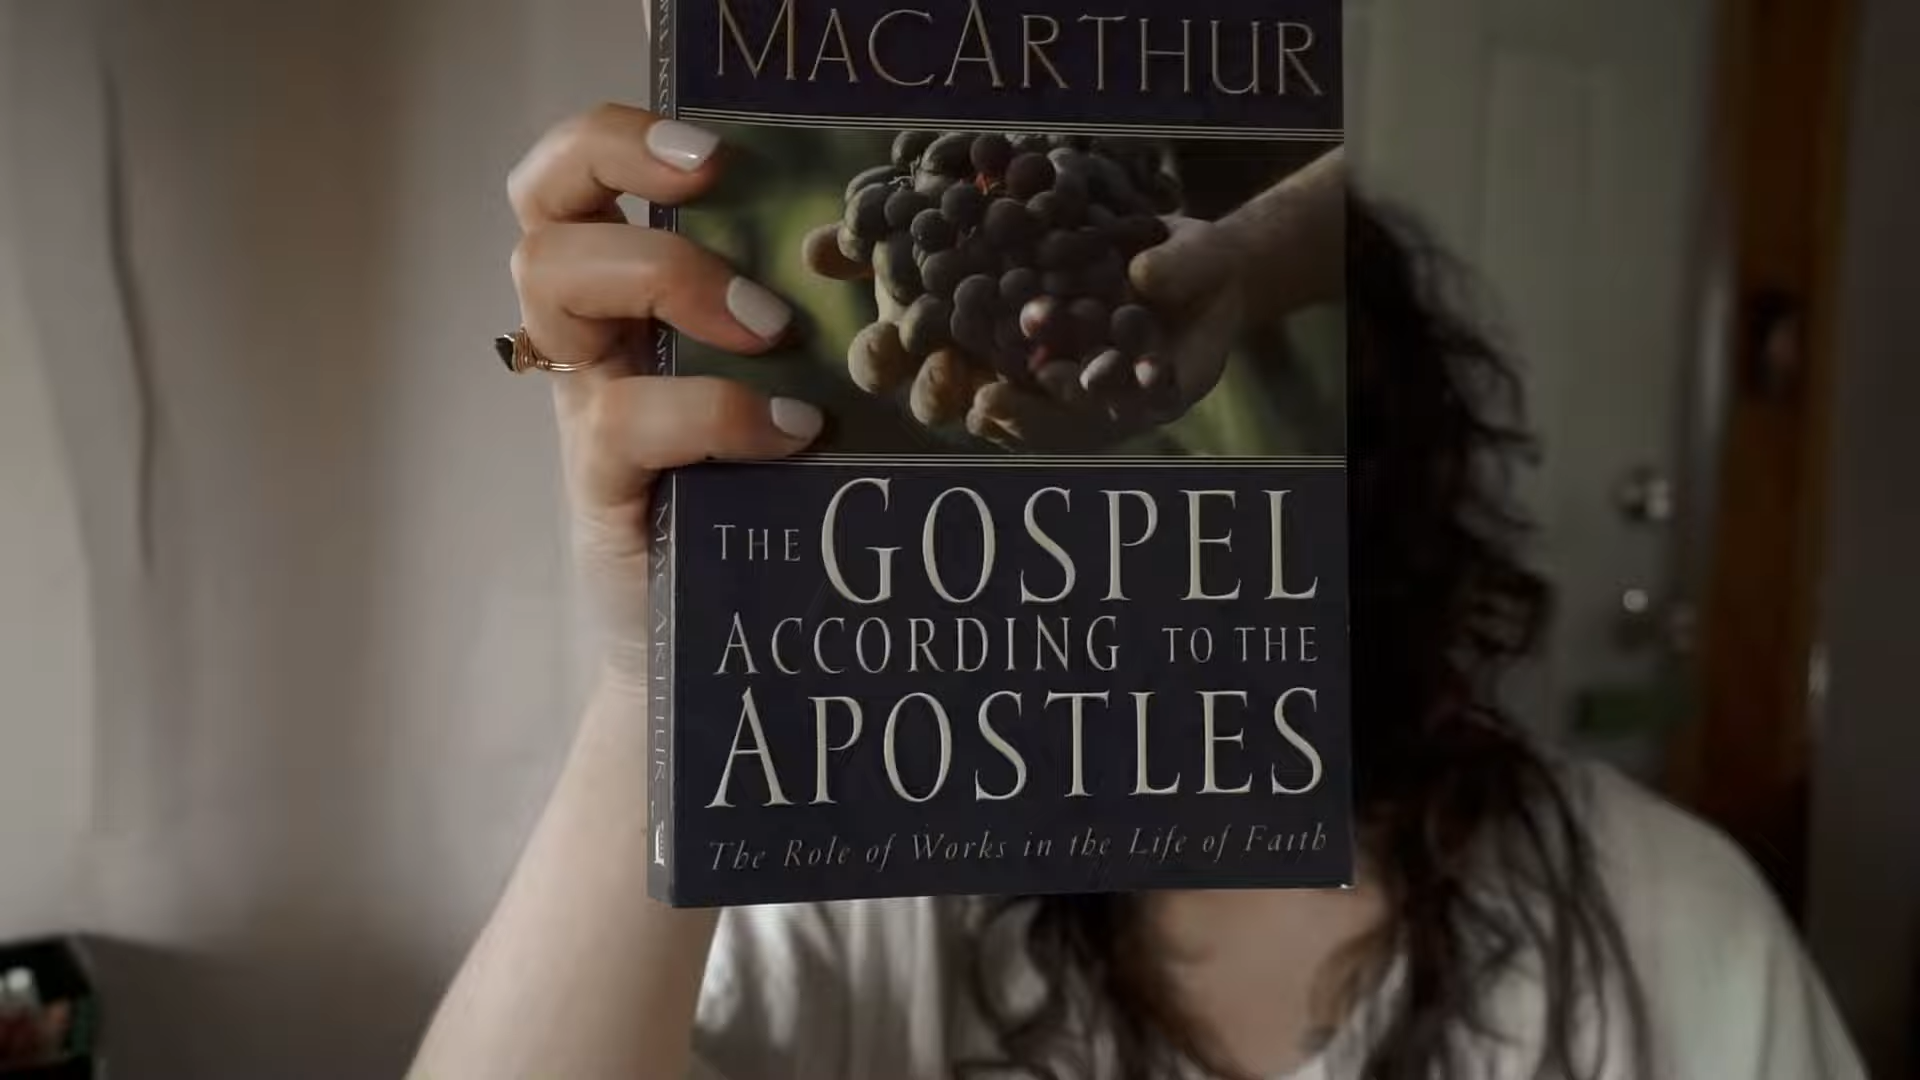 MACARTHUR
THE GOSPEL
ACCORDING TO THE
APOSTLES
The Role of Works in the Life of Faith
MACARTHUR